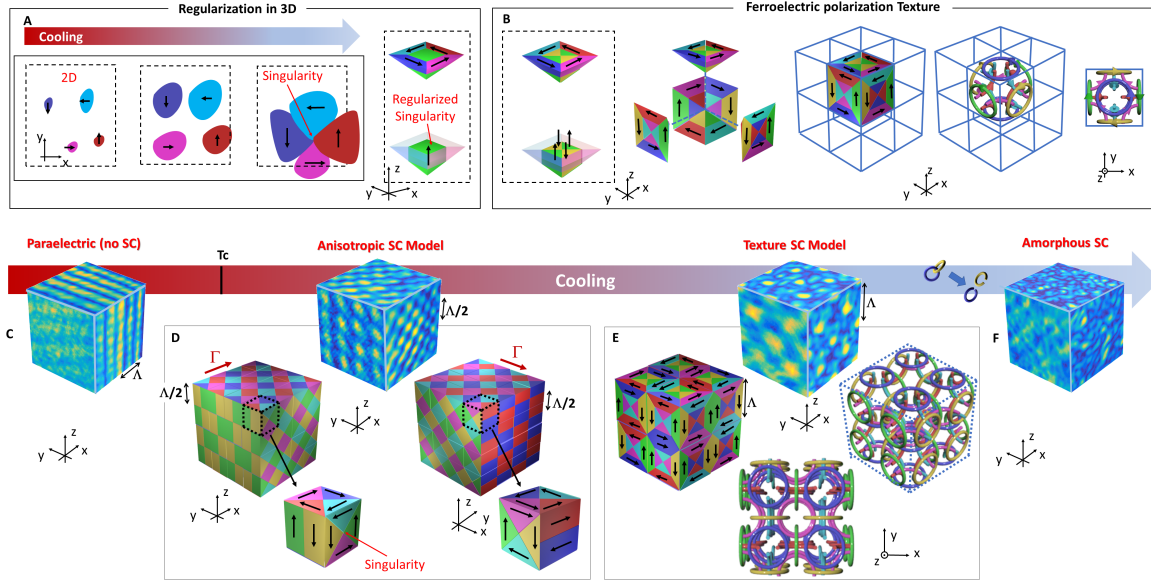 Regularization in 3D
A
Cooling
2D
y
x
Singularity
Regularized
Singularity
z
y
x
Ferroelectric polarization Texture
B
z
y
x
z
y
x
y
z
x
Paraelectric (no SC)
Tc
Anisotropic SC Model
Cooling
Texture SC Model
Amorphous SC
C
Λ
z
y
x
D
Γ
Λ/2
Λ/2
z
y
x
Γ
Λ/2
z
y
x
z
y
x
Singularity
E
Λ
Λ
z
y
x
y
z
x
F
z
y
x